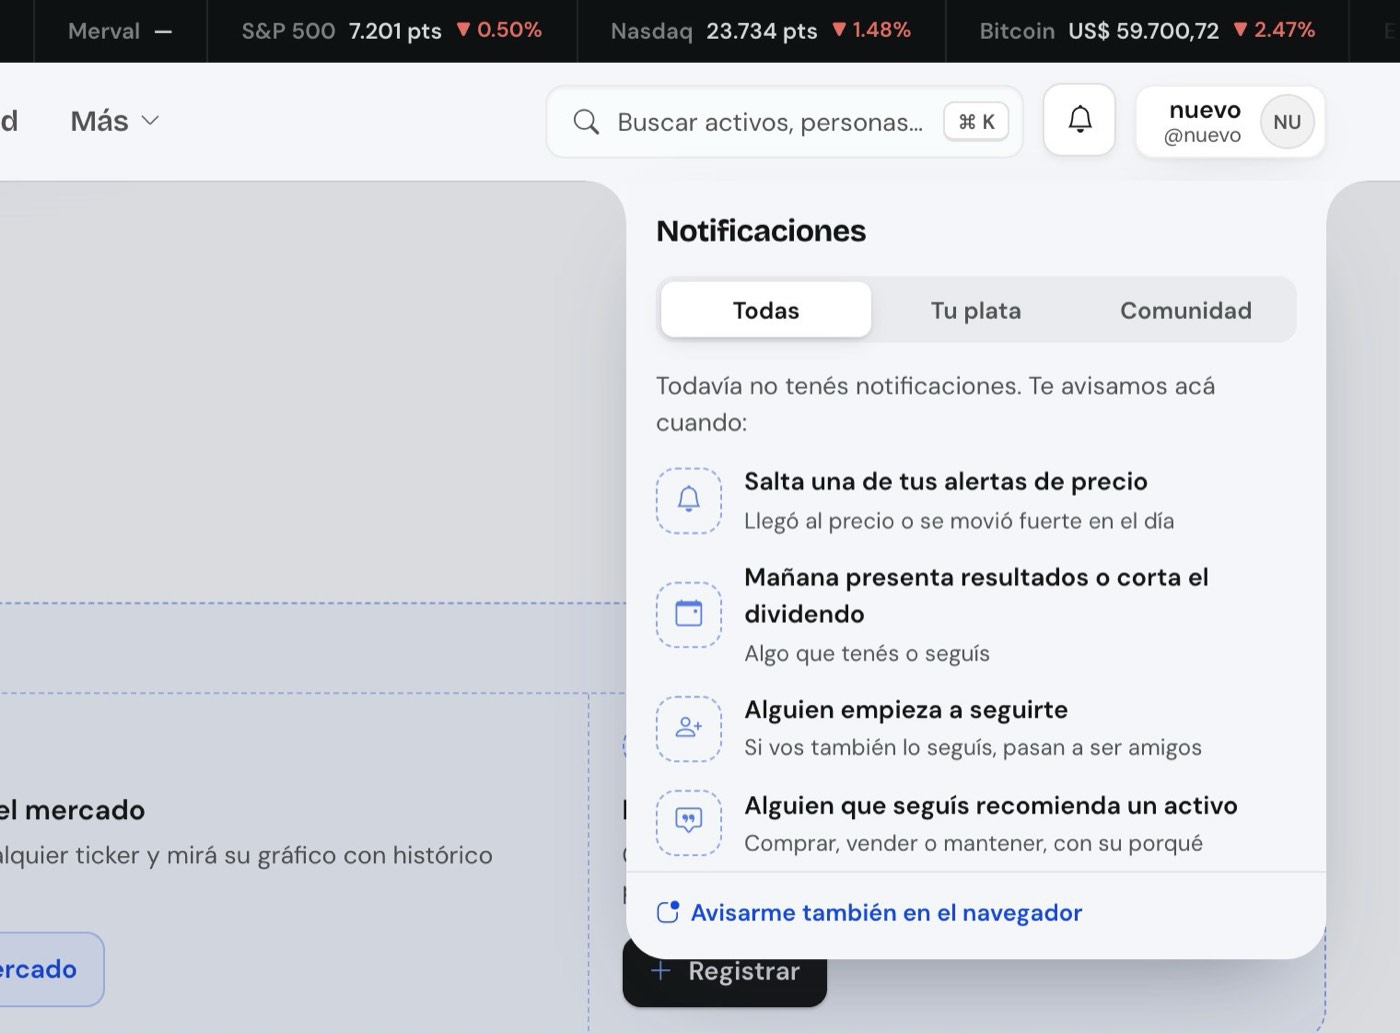 Merval —
S&P 500 7.201 pts ▼ 0.50%
Nasdaq 23.734 pts ▼ 1.48%
Bitcoin US$ 59.700,72 ▼ 2.47%
Más
Buscar activos, personas...
⌘ K
nuevo
@nuevo
NU
Notificaciones
Todas
Tu plata
Comunidad
Todavía no tenés notificaciones. Te avisamos acá
cuando:
Salta una de tus alertas de precio
Llegó al precio o se movió fuerte en el día
Mañana presenta resultados o corta el
dividendo
Algo que tenés o seguís
Alguien empieza a seguirte
Si vos también lo seguís, pasan a ser amigos
Alguien que seguís recomienda un activo
Comprar, vender o mantener, con su porqué
Avisarme también en el navegador
el mercado
alquier ticker y mirá su gráfico con histórico
ercado
+ Registrar